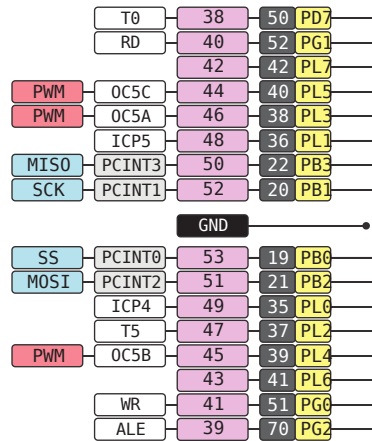 T0 38 50 PD7
RD 40 52 PG1
42 42 PL7
PWM OC5C 44 40 PL5
PWM OC5A 46 38 PL3
ICP5 48 36 PL1
MISO PCINT3 50 22 PB3
SCK PCINT1 52 20 PB1
GND
SS PCINT0 53 19 PB0
MOSI PCINT2 51 21 PB2
ICP4 49 35 PL0
T5 47 37 PL2
PWM OC5B 45 39 PL4
43 41 PL6
WR 41 51 PG0
ALE 39 70 PG2